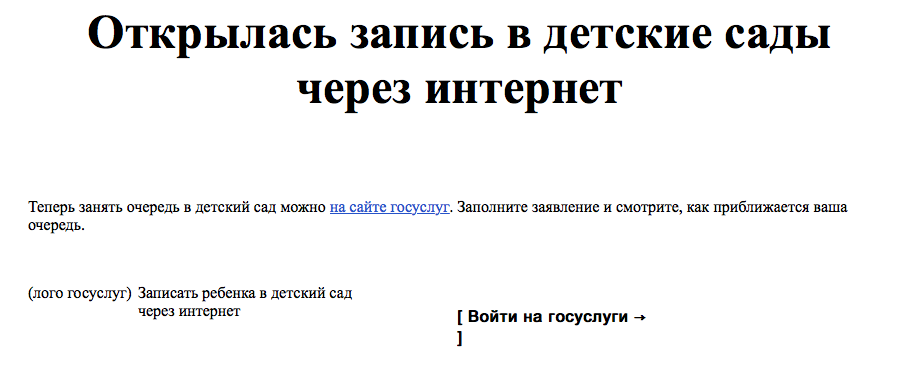 Открылась запись в детские сады
через интернет
Теперь занять очередь в детский сад можно на сайте госуслуг. Заполните заявление и смотрите, как приближается ваша
очередь.
(лого госуслуг) Записать ребенка в детский сад
через интернет
[ Войти на госуслуги →
]